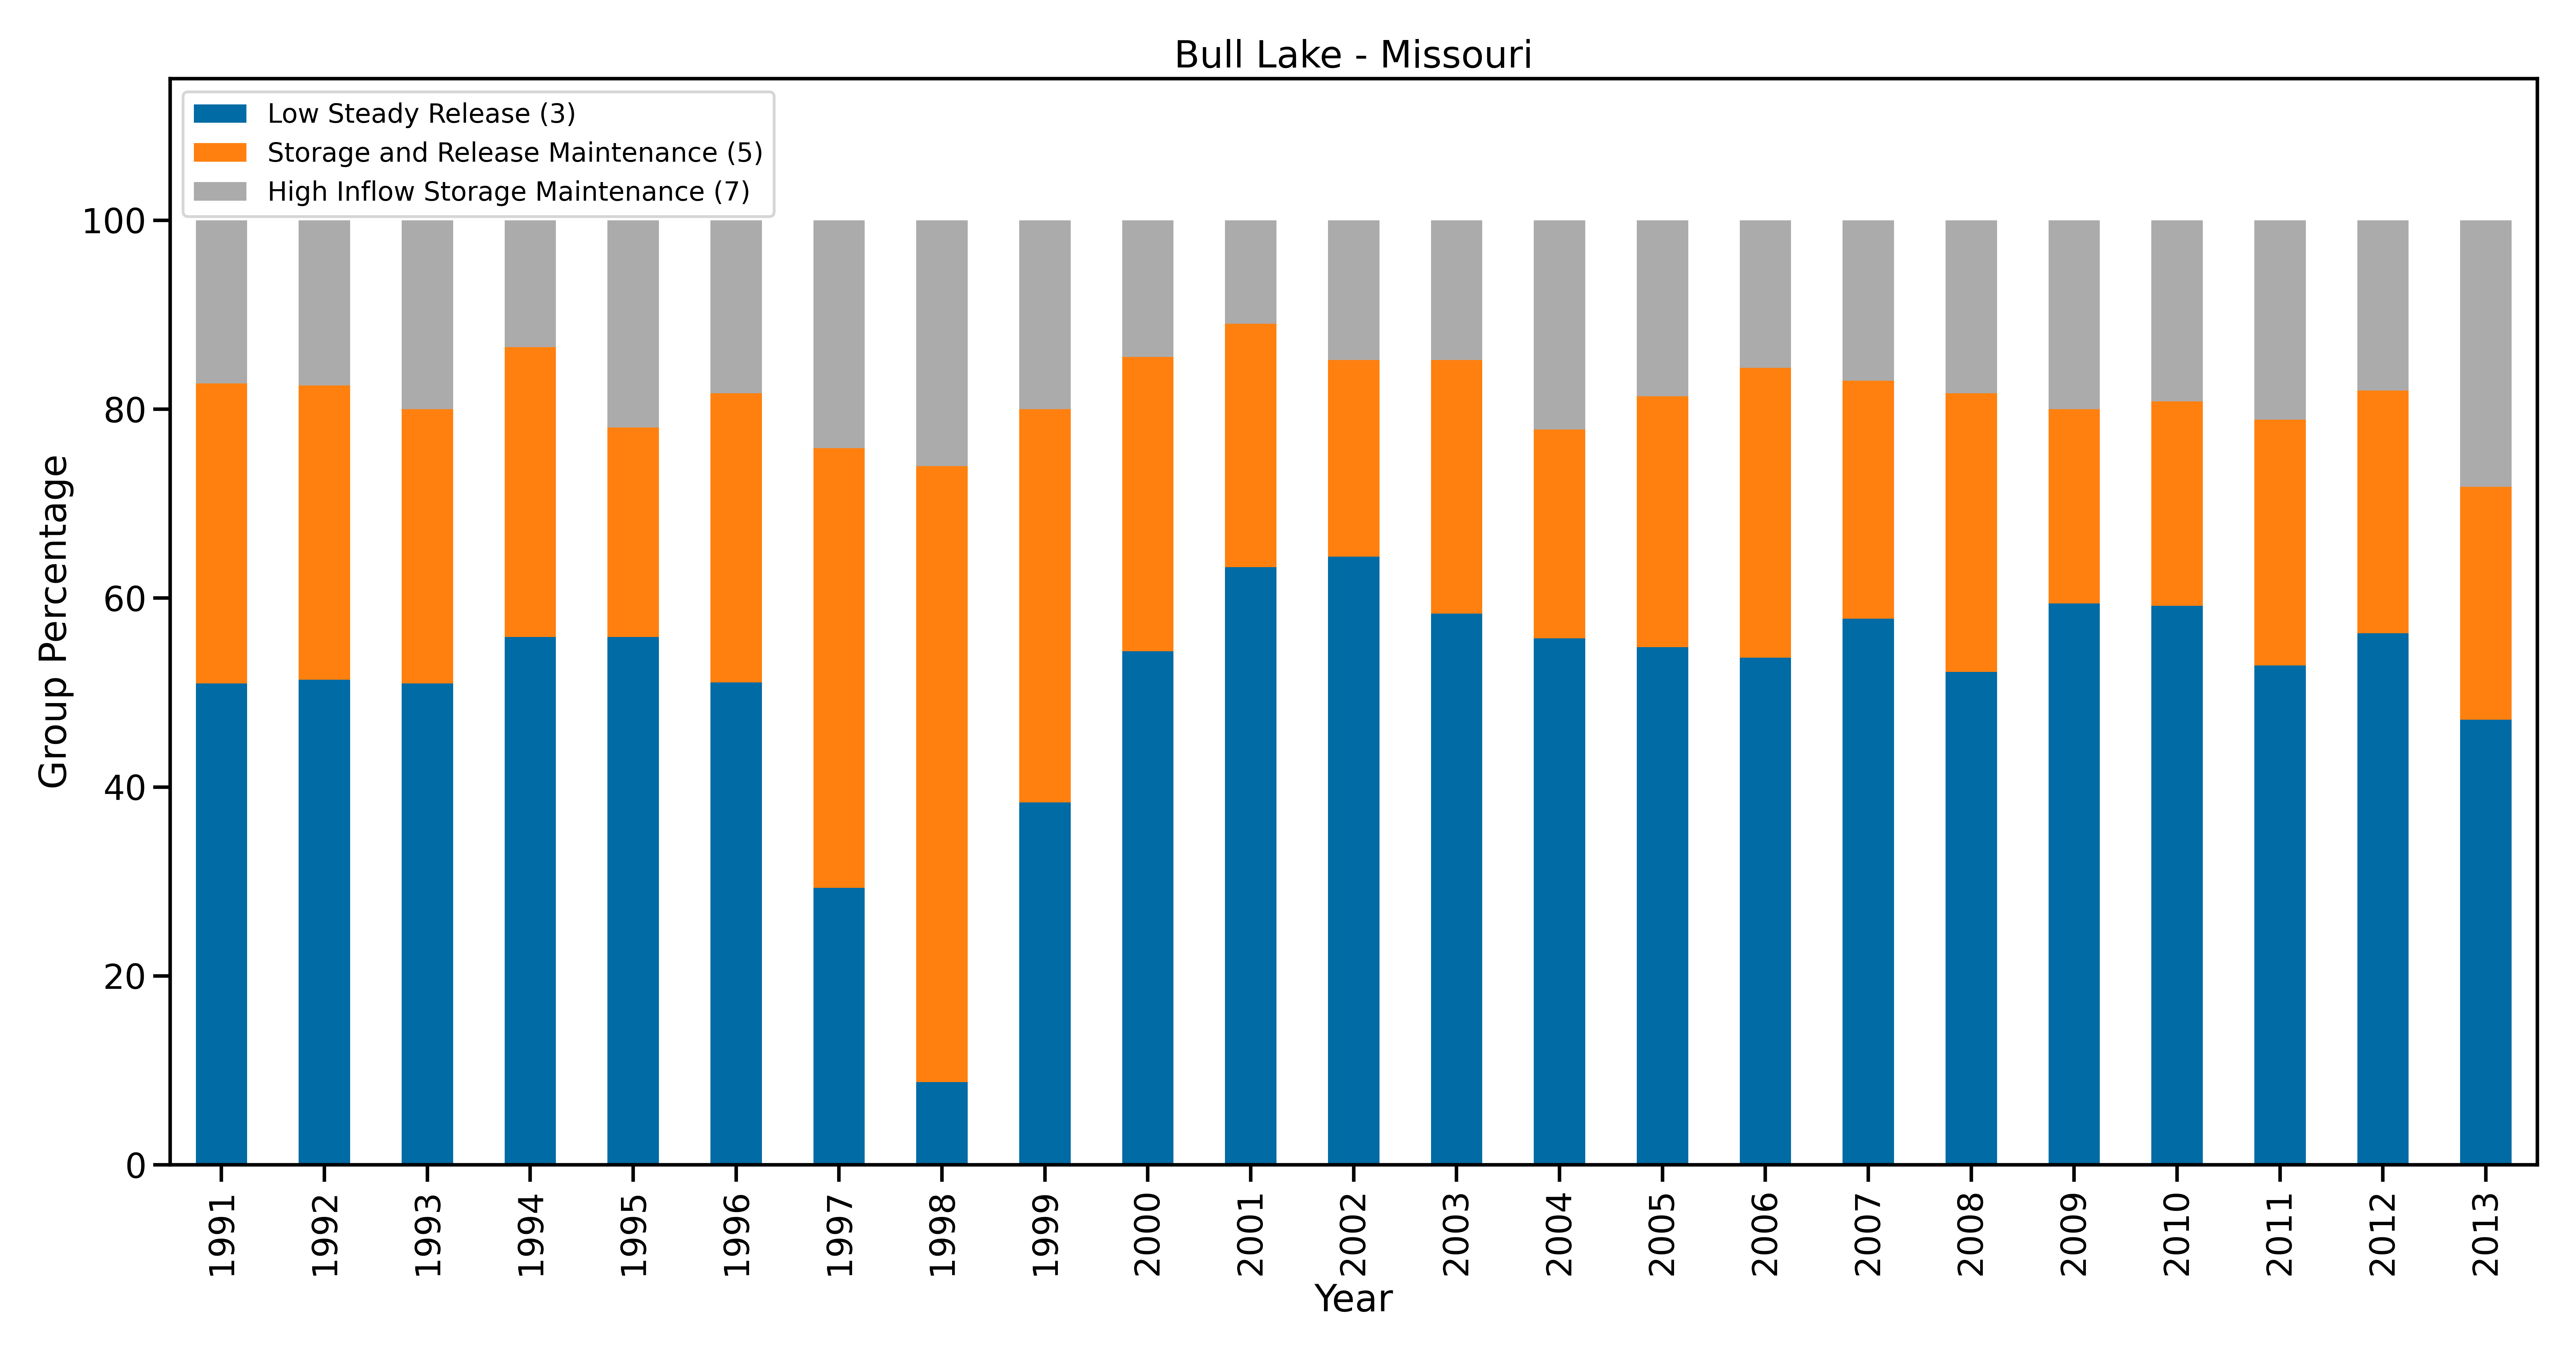 Bull Lake - Missouri
Low Steady Release (3)
Storage and Release Maintenance (5)
High Inflow Storage Maintenance (7)
Group Percentage
100
80
60
40
20
0
1991 1992 1993 1994 1995 1996 1997 1998 1999 2000 2001 2002 2003 2004 2005 2006 2007 2008 2009 2010 2011 2012 2013
Year